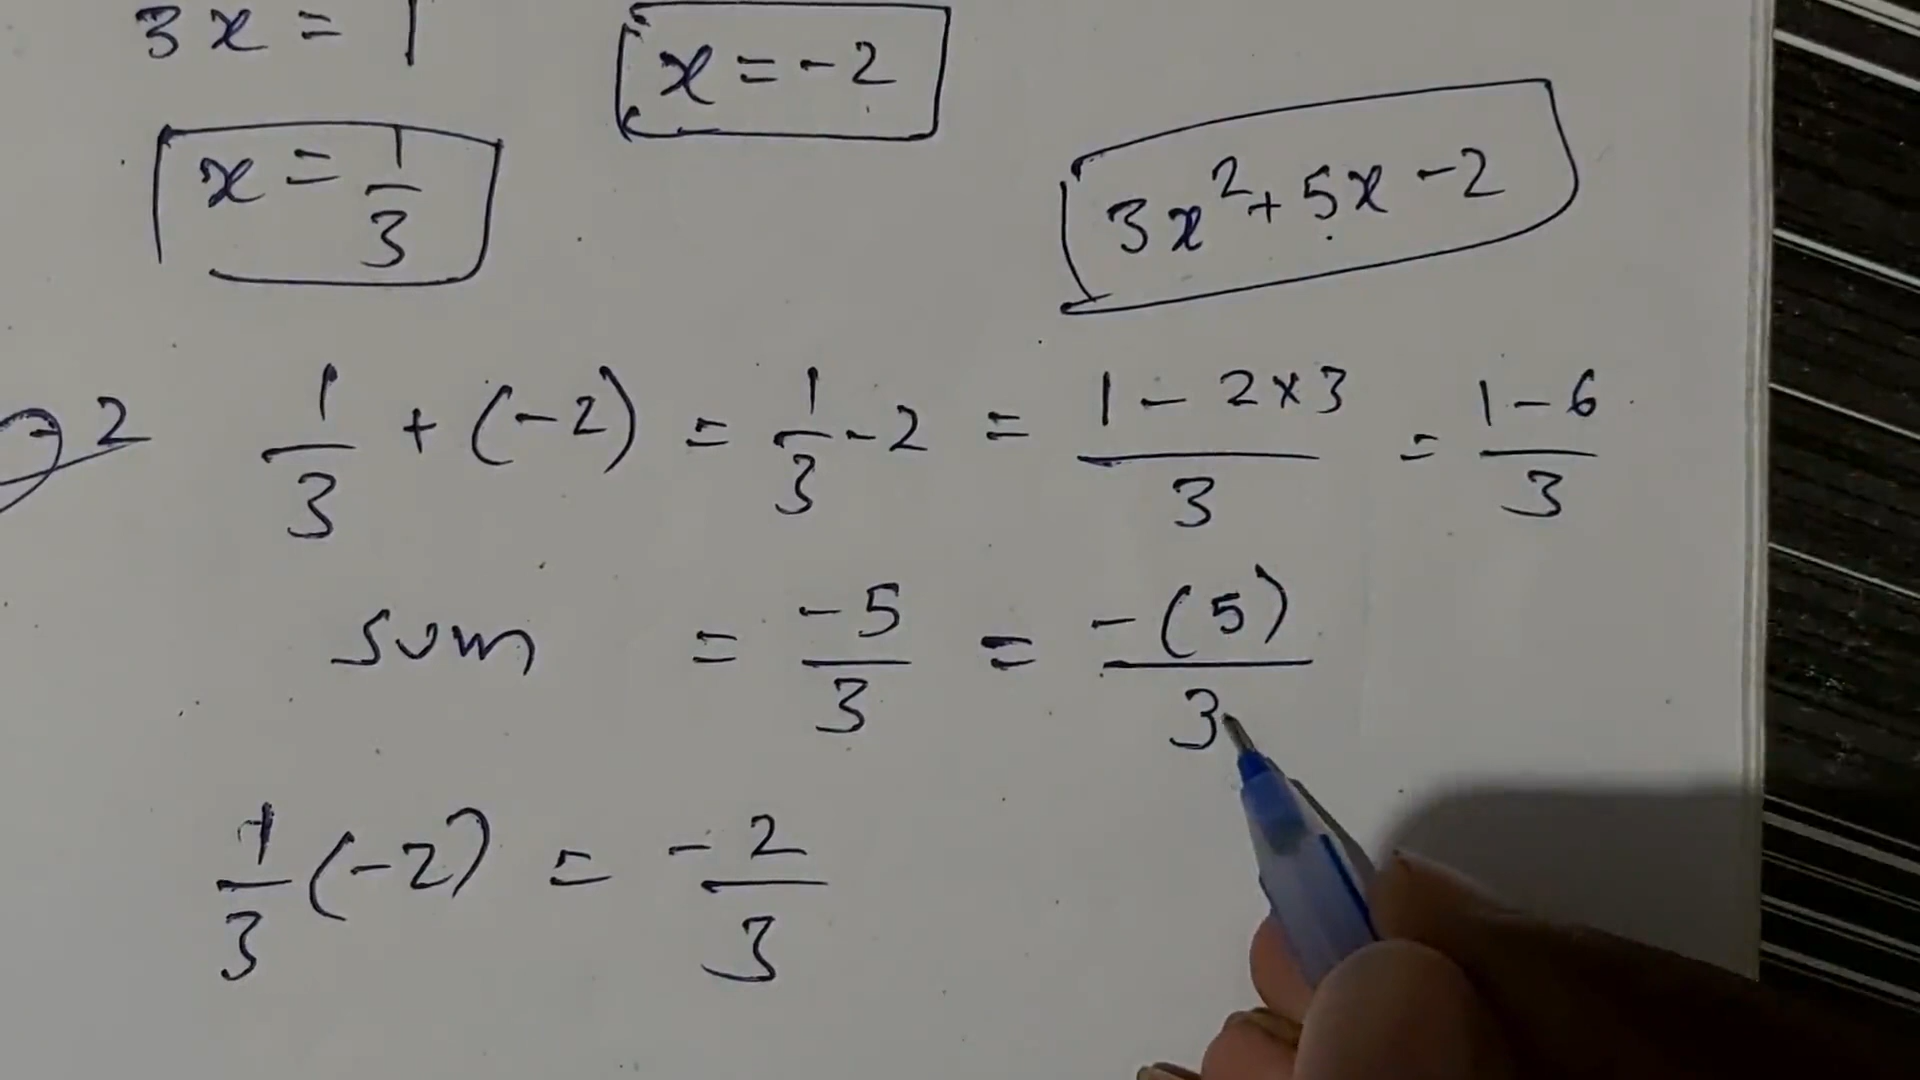 3x = 1
x = -2
x = 1/3
3x² + 5x - 2
2 1/3 + (-2) = 1/3 - 2 = (1 - 2×3)/3 = (1 - 6)/3
sum = -5/3 = -(5)/3
1/3 (-2) = -2/3